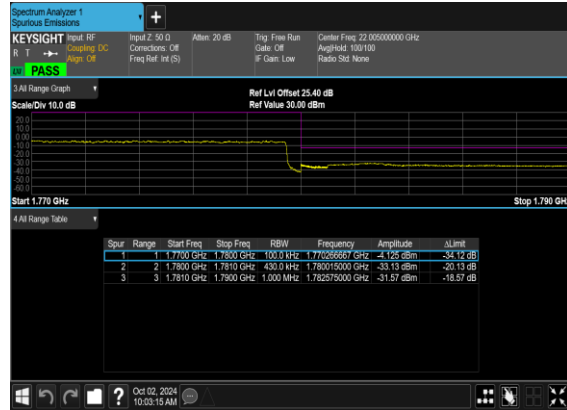 Spectrum Analyzer 1
Spurious Emissions
+
KEYSIGHT Input: RF Input Z: 50 Ω Atten: 20 dB Trig: Free Run Center Freq: 22.005000000 GHz
R T Coupling: DC Corrections: Off Gate: Off Avg|Hold: 100/100
Align: Off Freq Ref: Int (S) IF Gain: Low Radio Std: None
PASS
3 All Range Graph Ref Lvl Offset 25.40 dB
Scale/Div 10.0 dB Ref Value 30.00 dBm
20.0
10.0
0.00
-10.0
-20.0
-30.0
-40.0
-50.0
-60.0
Start 1.770 GHz Stop 1.790 GH
4 All Range Table
Spur Range Start Freq Stop Freq RBW Frequency Amplitude ΔLimit
1 1 1.7700 GHz 1.7800 GHz 100.0 kHz 1.770266667 GHz -4.125 dBm -34.12 dB
2 2 1.7800 GHz 1.7810 GHz 430.0 kHz 1.780015000 GHz -33.13 dBm -20.13 dB
3 3 1.7810 GHz 1.7900 GHz 1.000 MHz 1.782575000 GHz -31.57 dBm -18.57 dB
? Oct 02, 2024
10:03:15 AM